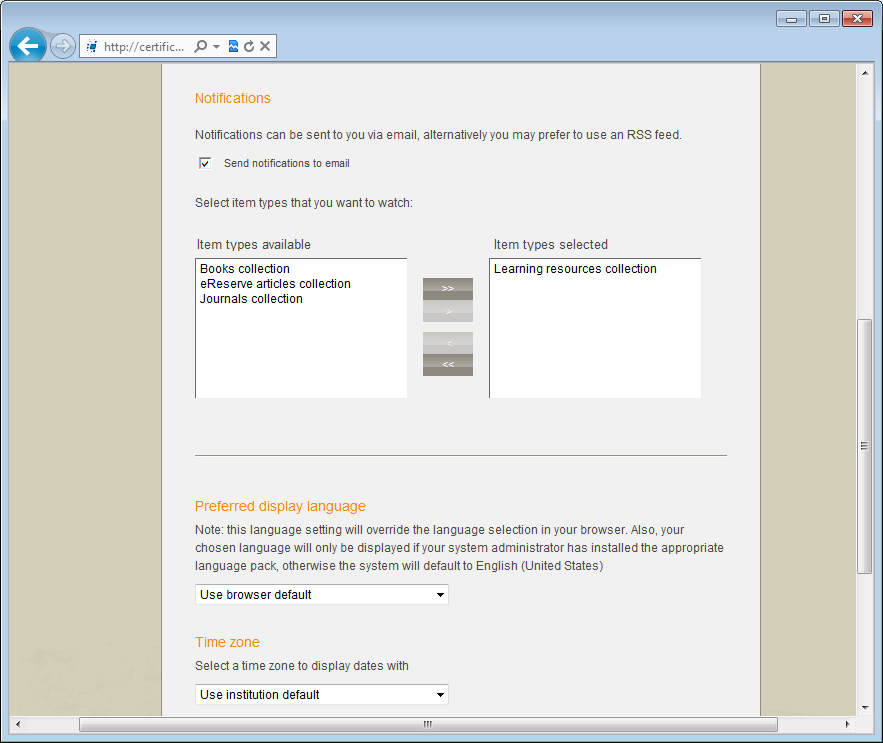 http://certific...
Notifications
Notifications can be sent to you via email, alternatively you may prefer to use an RSS feed.
Send notifications to email
Select item types that you want to watch:
Item types available
Item types selected
Books collection
eReserve articles collection
Journals collection
>>
>
<
<<
Learning resources collection
Preferred display language
Note: this language setting will override the language selection in your browser. Also, your
chosen language will only be displayed if your system administrator has installed the appropriate
language pack, otherwise the system will default to English (United States)
Use browser default
Time zone
Select a time zone to display dates with
Use institution default